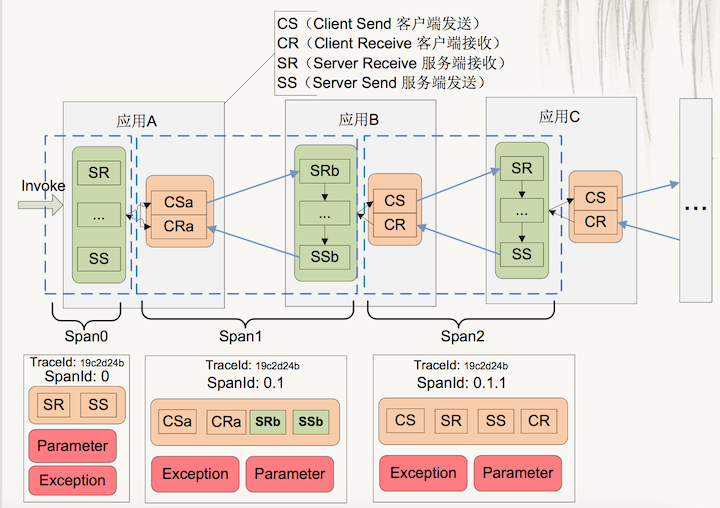 CS（Client Send 客户端发送）
CR（Client Receive 客户端接收）
SR（Server Receive 服务端接收）
SS（Server Send 服务端发送）
应用A
应用B
应用C
Invoke
SR
...
SS
CSa
CRa
SRb
...
SSb
CS
CR
SR
...
SS
CS
CR
...
Span0
Span1
Span2
TraceId: 19c2d24b
SpanId: 0
SR SS
Parameter
Exception
TraceId: 19c2d24b
SpanId: 0.1
CSa CRa SRb SSb
Exception Parameter
TraceId: 19c2d24b
SpanId: 0.1.1
CS SR SS CR
Exception Parameter